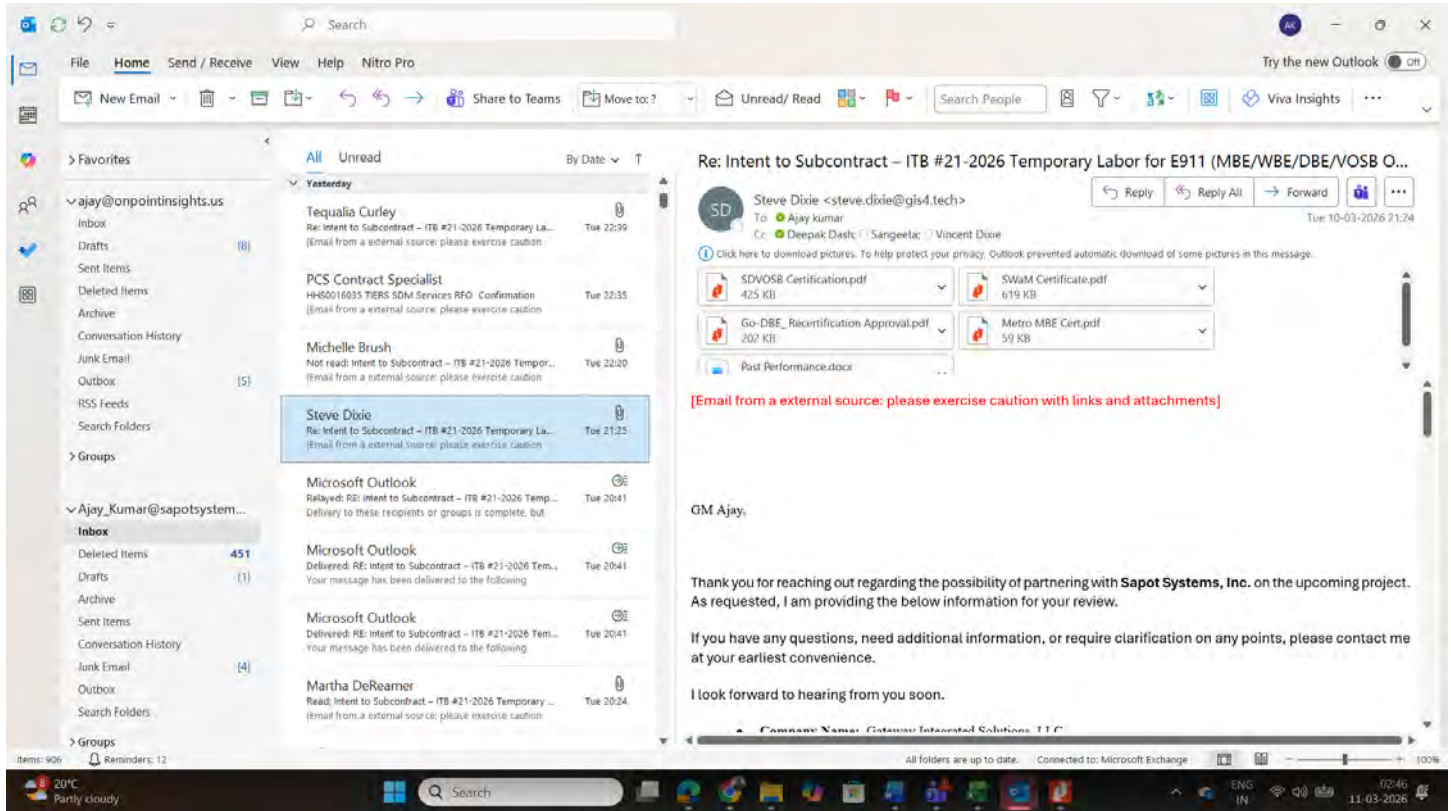 Search
AK
File Home Send / Receive View Help Nitro Pro
Try the new Outlook Off
New Email
Share to Teams
Move to: ?
Unread/ Read
Search People
Viva Insights
Favorites
ajay@onpointinsights.us
Inbox
Drafts [8]
Sent Items
Deleted Items
Archive
Conversation History
Junk Email
Outbox [5]
RSS Feeds
Search Folders
Groups
Ajay_Kumar@sapotsystem...
Inbox
Deleted Items 451
Drafts [1]
Archive
Sent Items
Conversation History
Junk Email [4]
Outbox
Search Folders
Groups
All Unread By Date
Yesterday
Tequalia Curley
Re: Intent to Subcontract – ITB #21-2026 Temporary La... Tue 22:39
[Email from a external source: please exercise caution
PCS Contract Specialist
HHS0016035 TIERS SDM Services RFO Confirmation Tue 22:35
[Email from a external source: please exercise caution
Michelle Brush
Not read: Intent to Subcontract – ITB #21-2026 Tempor... Tue 22:20
[Email from a external source: please exercise caution
Steve Dixie
Re: Intent to Subcontract – ITB #21-2026 Temporary La... Tue 21:25
[Email from a external source: please exercise caution
Microsoft Outlook
Relayed: RE: Intent to Subcontract – ITB #21-2026 Temp... Tue 20:41
Delivery to these recipients or groups is complete, but
Microsoft Outlook
Delivered: RE: Intent to Subcontract – ITB #21-2026 Tem... Tue 20:41
Your message has been delivered to the following
Microsoft Outlook
Delivered: RE: Intent to Subcontract – ITB #21-2026 Tem... Tue 20:41
Your message has been delivered to the following
Martha DeReamer
Read: Intent to Subcontract – ITB #21-2026 Temporary ... Tue 20:24
[Email from a external source: please exercise caution
Re: Intent to Subcontract – ITB #21-2026 Temporary Labor for E911 (MBE/WBE/DBE/VOSB O...
SD
Steve Dixie <steve.dixie@gis4.tech>
To Ajay kumar
Cc Deepak Dash; Sangeeta; Vincent Dixie
Reply Reply All Forward
Tue 10-03-2026 21:24
Click here to download pictures. To help protect your privacy, Outlook prevented automatic download of some pictures in this message.
SDVOSB Certification.pdf
425 KB
SWaM Certificate.pdf
619 KB
Go-DBE_ Recertification Approval.pdf
202 KB
Metro MBE Cert.pdf
59 KB
Past Performance.docx
[Email from a external source: please exercise caution with links and attachments]
GM Ajay,
Thank you for reaching out regarding the possibility of partnering with Sapot Systems, Inc. on the upcoming project.
As requested, I am providing the below information for your review.
If you have any questions, need additional information, or require clarification on any points, please contact me
at your earliest convenience.
I look forward to hearing from you soon.
Company Name: Gateway Integrated Solutions, LLC
Items: 906 Reminders: 12
All folders are up to date. Connected to: Microsoft Exchange
100%
8
20°C
Partly cloudy
Search
ENG
IN
02:46
11-03-2026